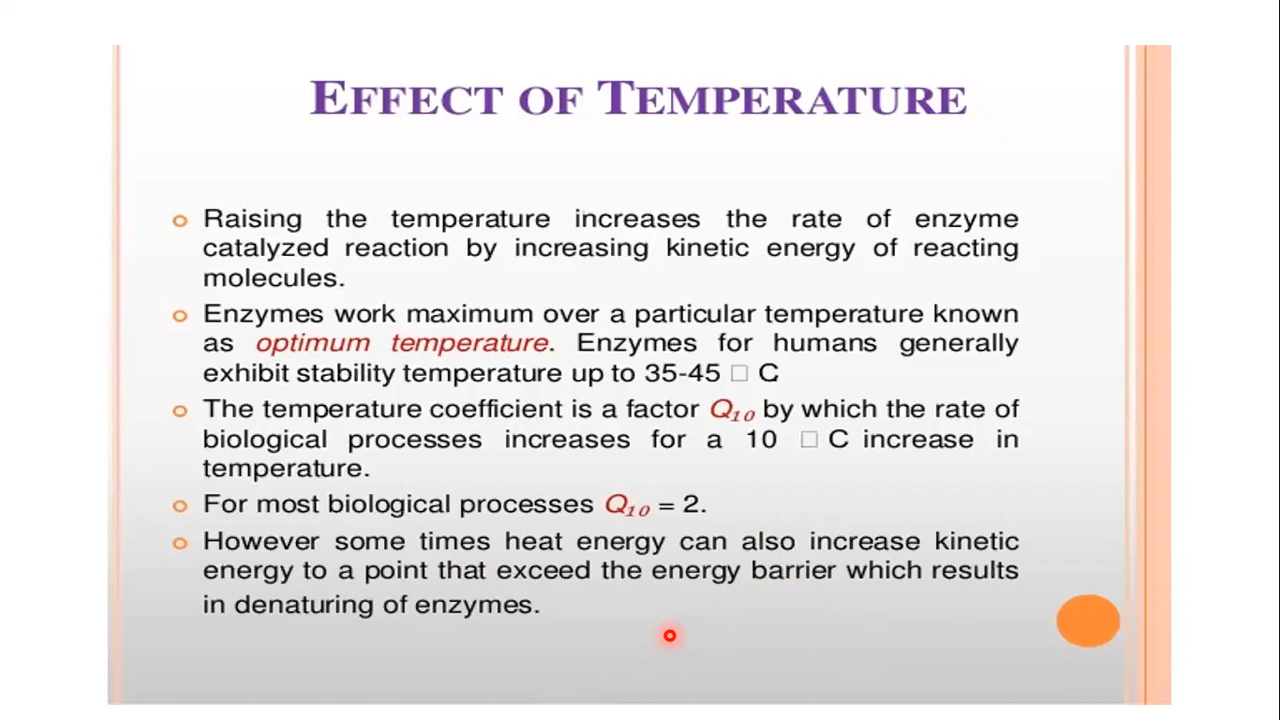 EFFECT OF TEMPERATURE
Raising the temperature increases the rate of enzyme
catalyzed reaction by increasing kinetic energy of reacting
molecules.
Enzymes work maximum over a particular temperature known
as optimum temperature. Enzymes for humans generally
exhibit stability temperature up to 35-45 □ C
The temperature coefficient is a factor Q₁₀ by which the rate of
biological processes increases for a 10 □ C increase in
temperature.
For most biological processes Q₁₀ = 2.
However some times heat energy can also increase kinetic
energy to a point that exceed the energy barrier which results
in denaturing of enzymes.